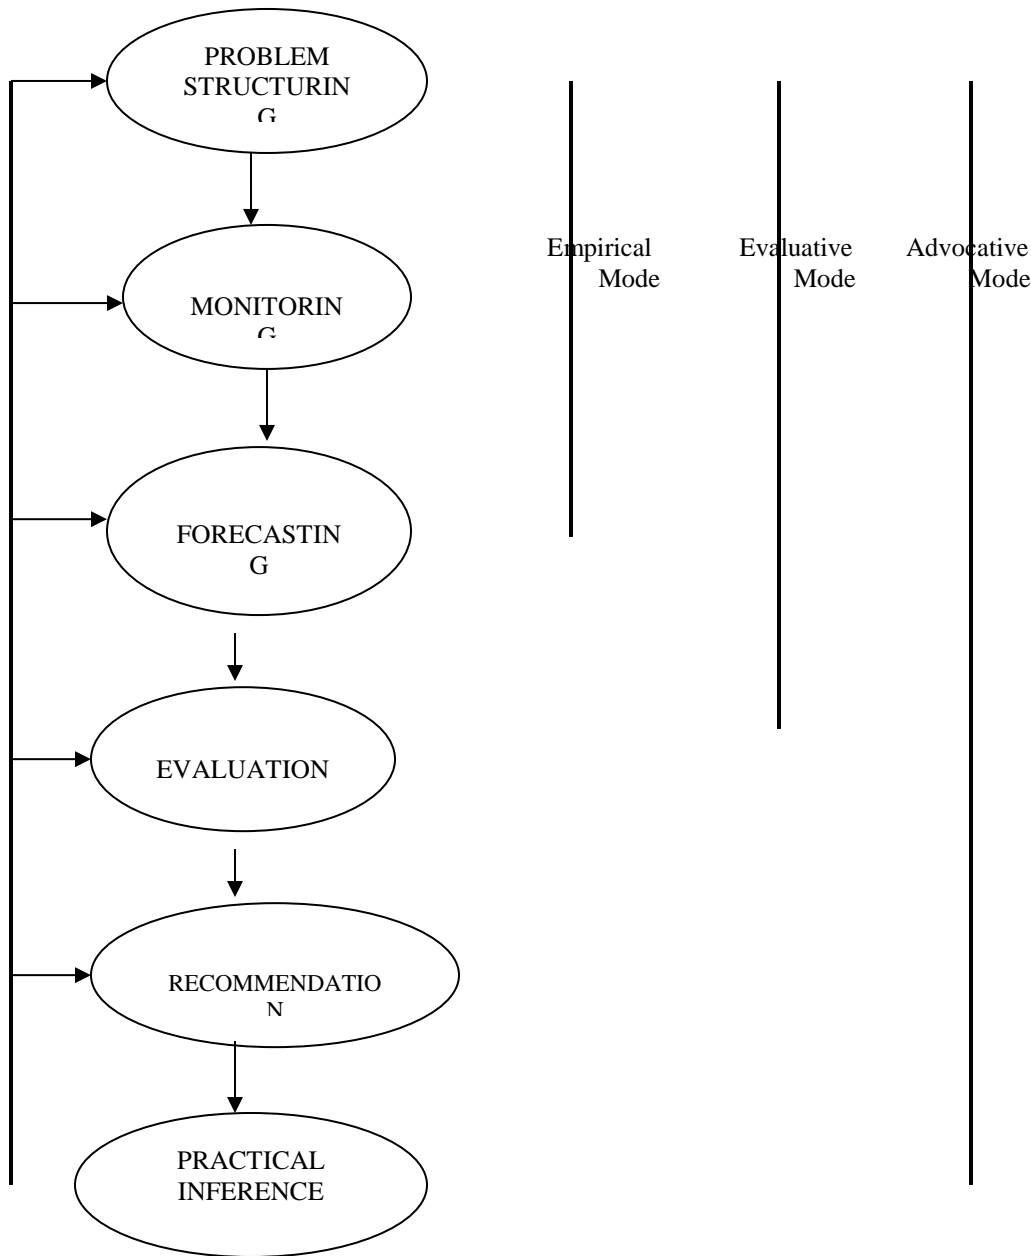 PROBLEM
STRUCTURIN
G
MONITORIN
G
FORECASTIN
G
EVALUATION
RECOMMENDATIO
N
PRACTICAL
INFERENCE
Empirical
Mode
Evaluative
Mode
Advocative
Mode